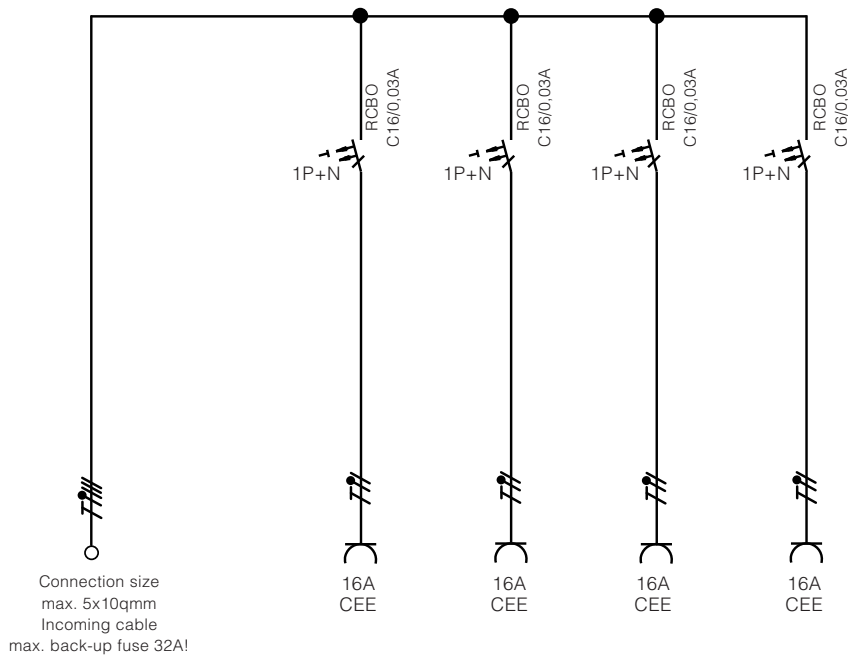 RCBO
C16/0,03A
1P+N
RCBO
C16/0,03A
1P+N
RCBO
C16/0,03A
1P+N
RCBO
C16/0,03A
1P+N
Connection size
max. 5x10qmm
Incoming cable
max. back-up fuse 32A!
16A
CEE
16A
CEE
16A
CEE
16A
CEE